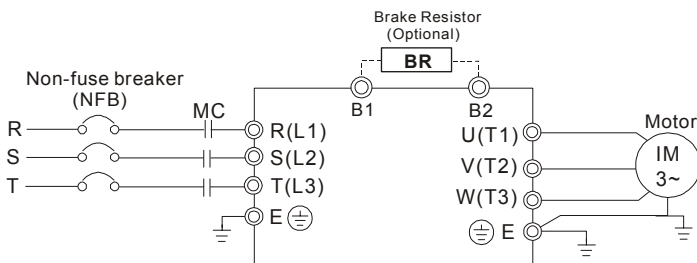 Brake Resistor
(Optional)
BR
Non-fuse breaker
(NFB)
MC
B1
B2
R
R(L1)
U(T1)
Motor
S
S(L2)
V(T2)
IM
3~
T
T(L3)
W(T3)
E
E